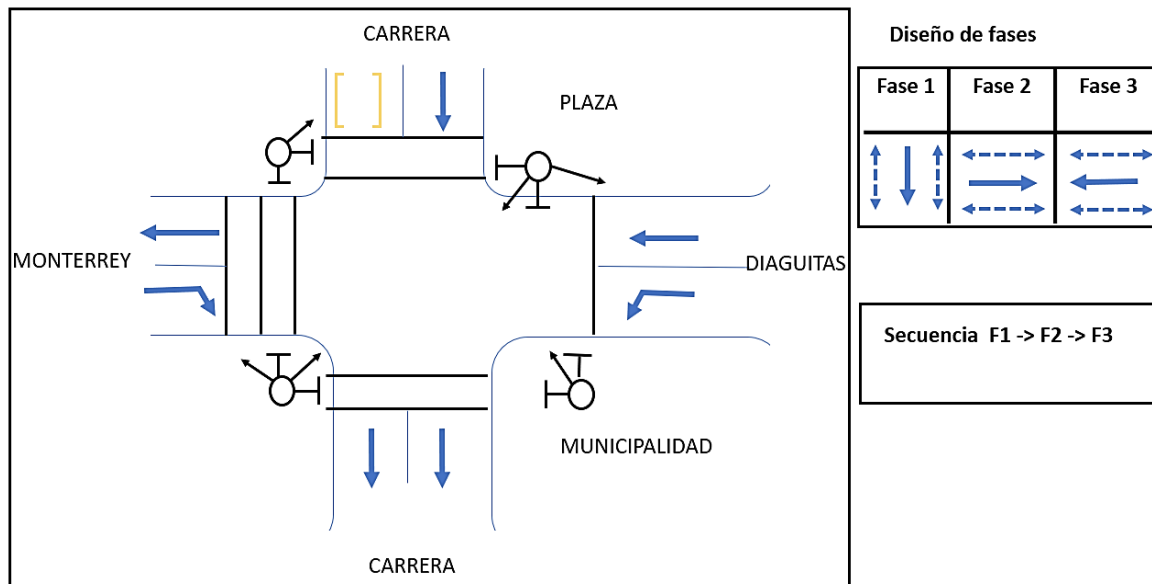 CARRERA
PLAZA
MONTERREY
DIAGUITAS
MUNICIPALIDAD
CARRERA
Diseño de fases
Fase 1 Fase 2 Fase 3
Secuencia F1 -> F2 -> F3